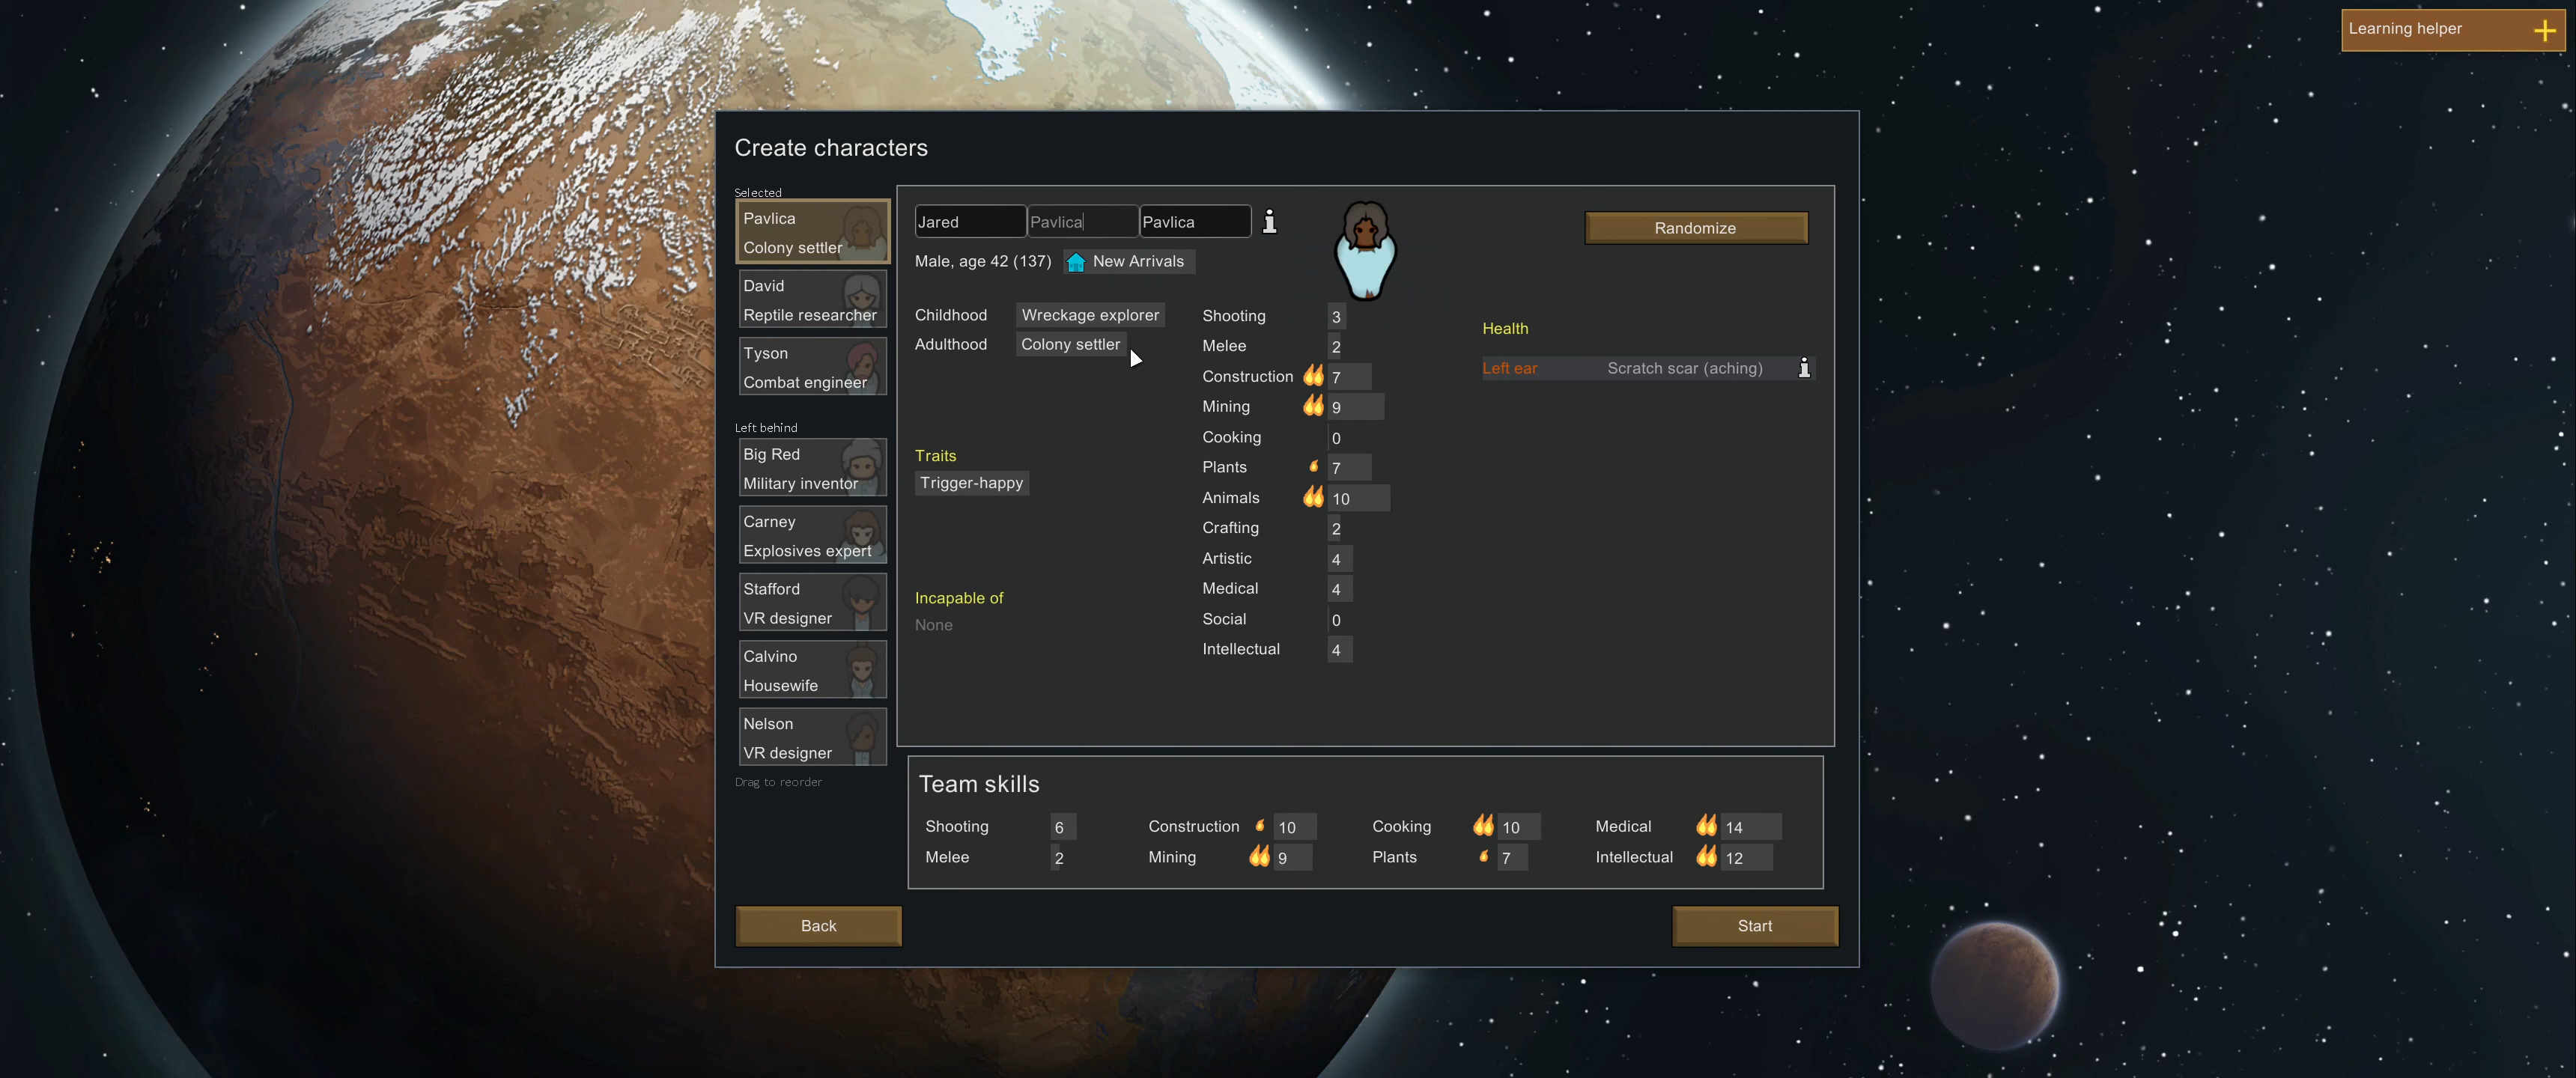 Learning helper
Create characters
Selected
Pavlica
Colony settler
David
Reptile researcher
Tyson
Combat engineer
Left behind
Big Red
Military inventor
Carney
Explosives expert
Stafford
VR designer
Calvino
Housewife
Nelson
VR designer
Drag to reorder
Jared Pavlica Pavlica
Randomize
Male, age 42 (137) New Arrivals
Childhood Wreckage explorer
Adulthood Colony settler
Traits
Trigger-happy
Incapable of
None
Shooting 3
Melee 2
Construction 7
Mining 9
Cooking 0
Plants 7
Animals 10
Crafting 2
Artistic 4
Medical 4
Social 0
Intellectual 4
Health
Left ear Scratch scar (aching)
Team skills
Shooting 6 Construction 10 Cooking 10 Medical 14
Melee 2 Mining 9 Plants 7 Intellectual 12
Back
Start